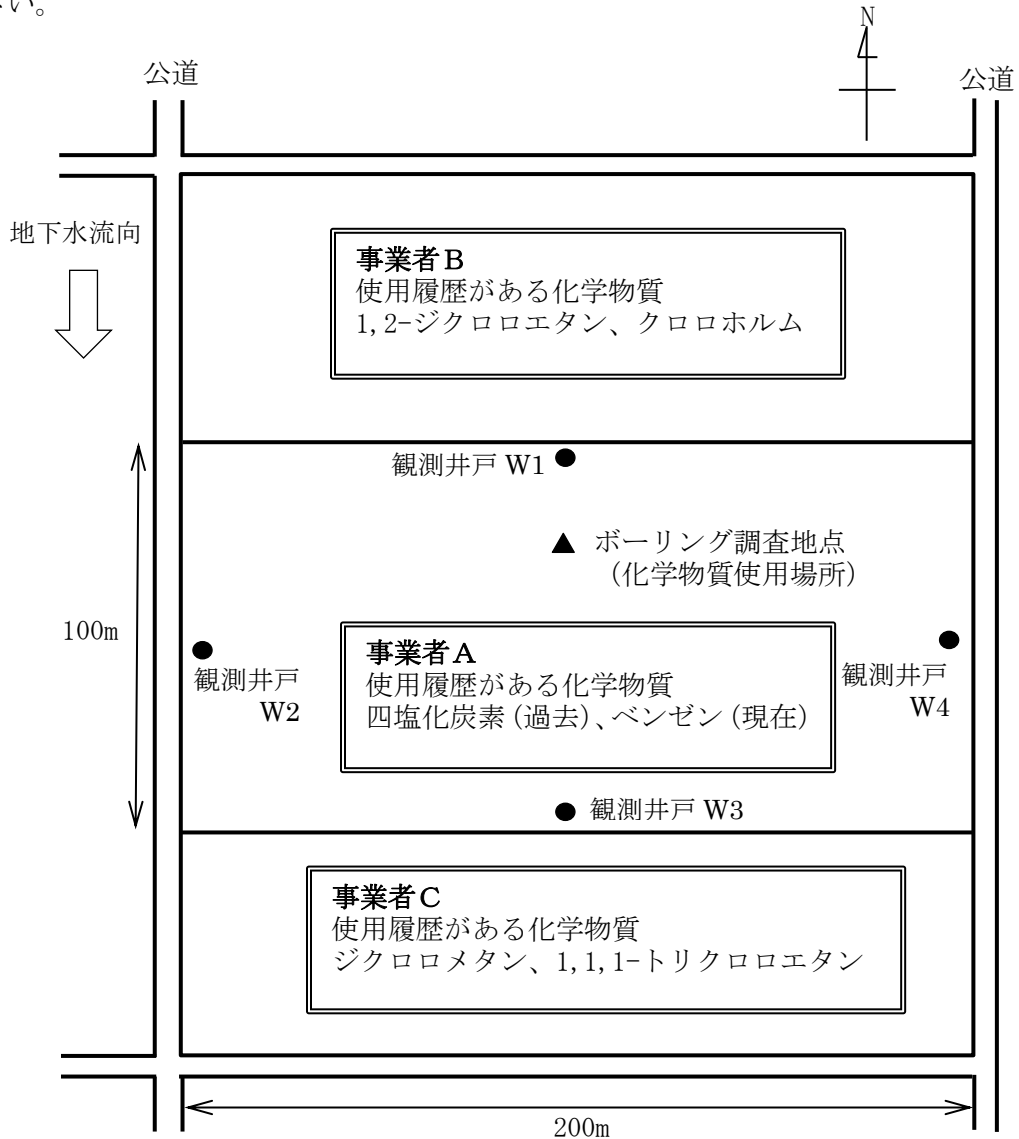 さい。
N
公道
公道
地下水流向
事業者B
使用履歴がある化学物質
1,2-ジクロロエタン、クロロホルム
観測井戸 W1
▲ ボーリング調査地点
(化学物質使用場所)
100m
観測井戸
W2
事業者A
使用履歴がある化学物質
四塩化炭素(過去)、ベンゼン(現在)
観測井戸
W4
観測井戸 W3
事業者C
使用履歴がある化学物質
ジクロロメタン、1,1,1-トリクロロエタン
200m